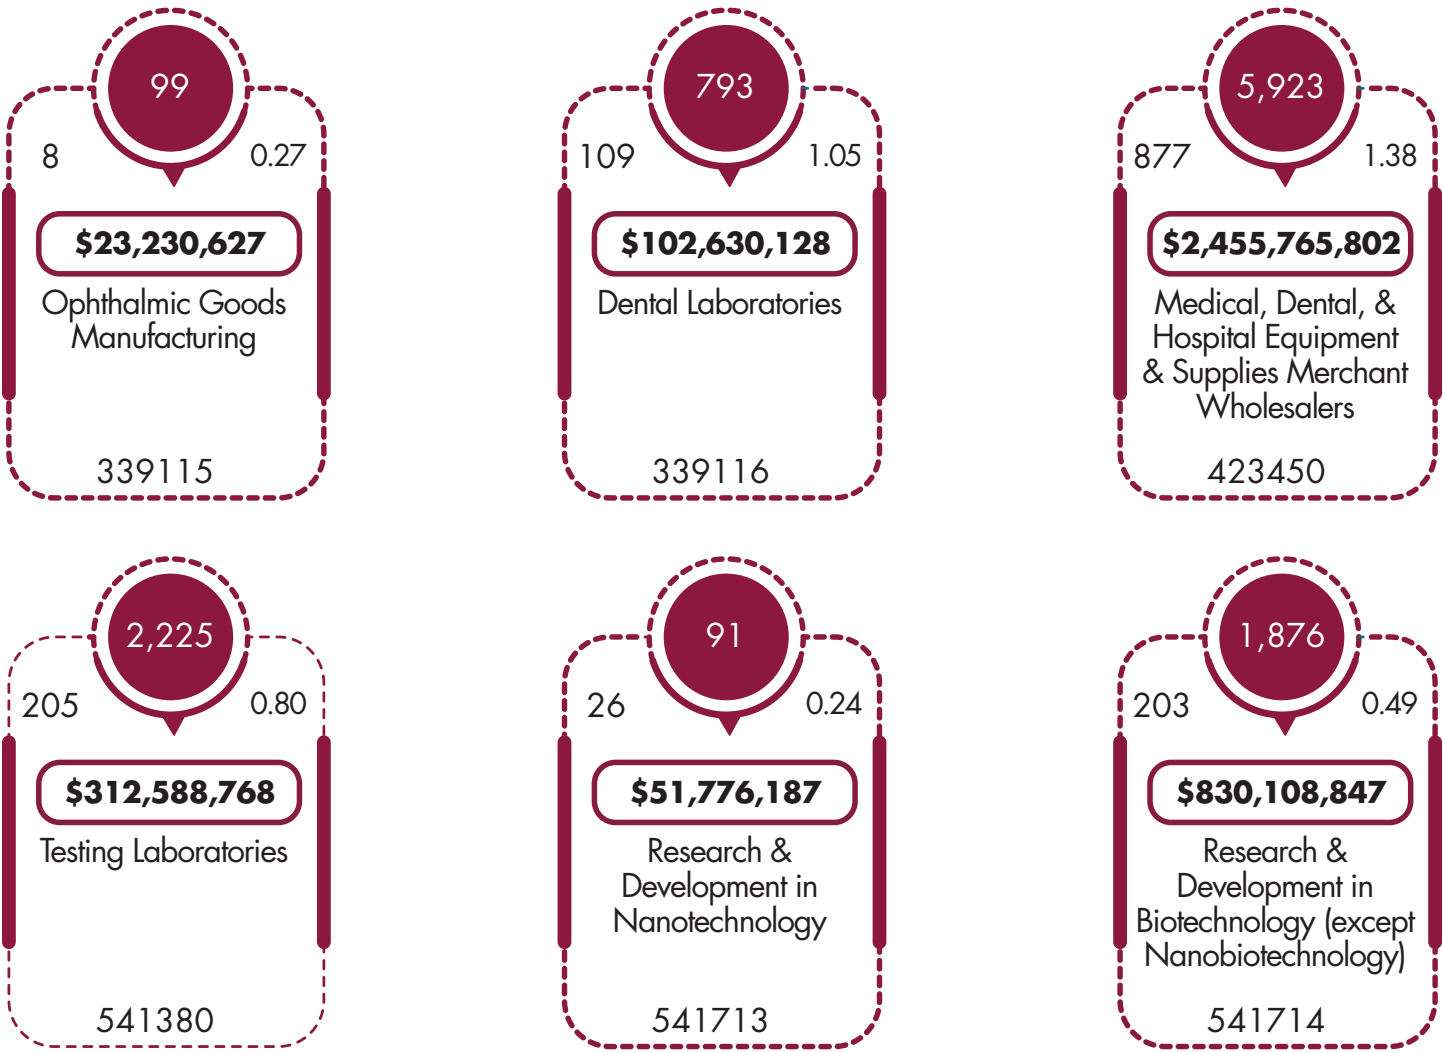 99
8
0.27
$23,230,627
Ophthalmic Goods
Manufacturing
339115
793
109
1.05
$102,630,128
Dental Laboratories
339116
5,923
877
1.38
$2,455,765,802
Medical, Dental, &
Hospital Equipment
& Supplies Merchant
Wholesalers
423450
2,225
205
0.80
$312,588,768
Testing Laboratories
541380
91
26
0.24
$51,776,187
Research &
Development in
Nanotechnology
541713
1,876
203
0.49
$830,108,847
Research &
Development in
Biotechnology (except
Nanobiotechnology)
541714